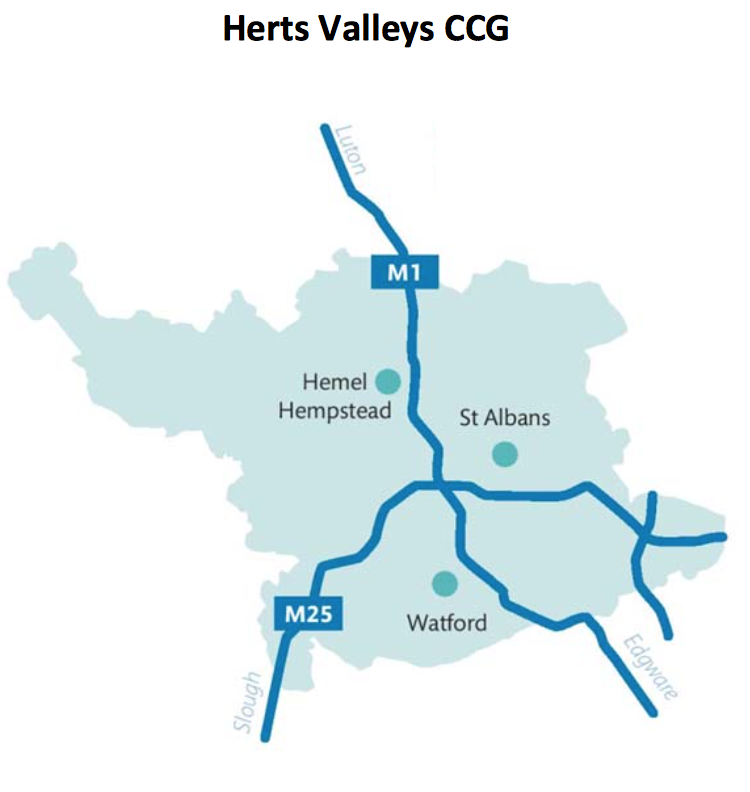 Herts Valleys CCG
Luton
M1
Hemel
Hempstead
St Albans
M25
Watford
Slough
Edgware